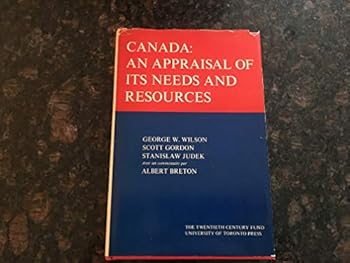 CANADA:
AN APPRAISAL OF
ITS NEEDS AND
RESOURCES
GEORGE W. WILSON
SCOTT GORDON
STANISLAW JUDEK
avec un commentaire par
ALBERT BRETON
THE TWENTIETH CENTURY FUND
UNIVERSITY OF TORONTO PRESS